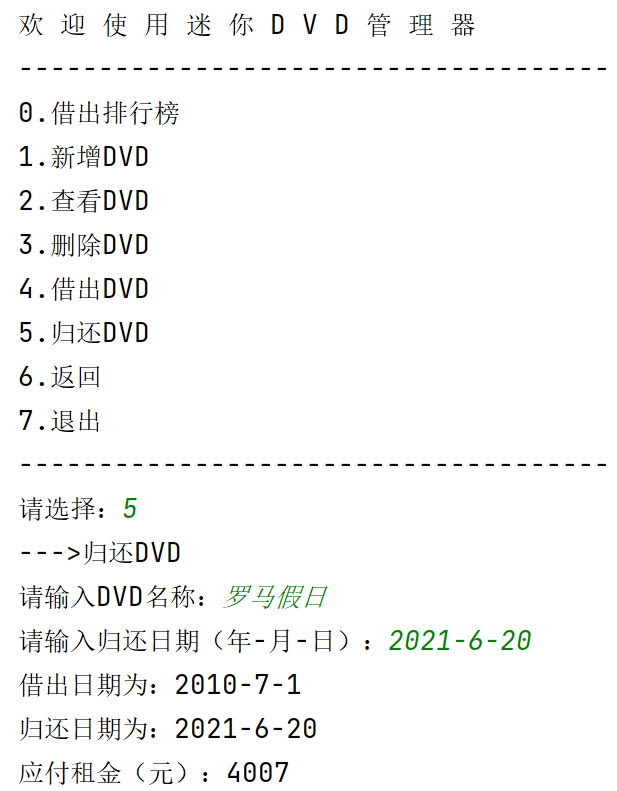 欢 迎 使 用 迷 你 D V D 管 理 器
-------------------------------------
0.借出排行榜
1.新增DVD
2.查看DVD
3.删除DVD
4.借出DVD
5.归还DVD
6.返回
7.退出
-------------------------------------
请选择：5
--->归还DVD
请输入DVD名称：罗马假日
请输入归还日期（年-月-日）：2021-6-20
借出日期为：2010-7-1
归还日期为：2021-6-20
应付租金（元）：4007